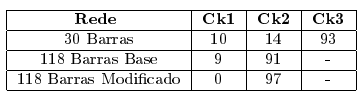 Rede Ck1 Ck2 Ck3
30 Barras 10 14 93
118 Barras Base 9 91 -
118 Barras Modificado 0 97 -